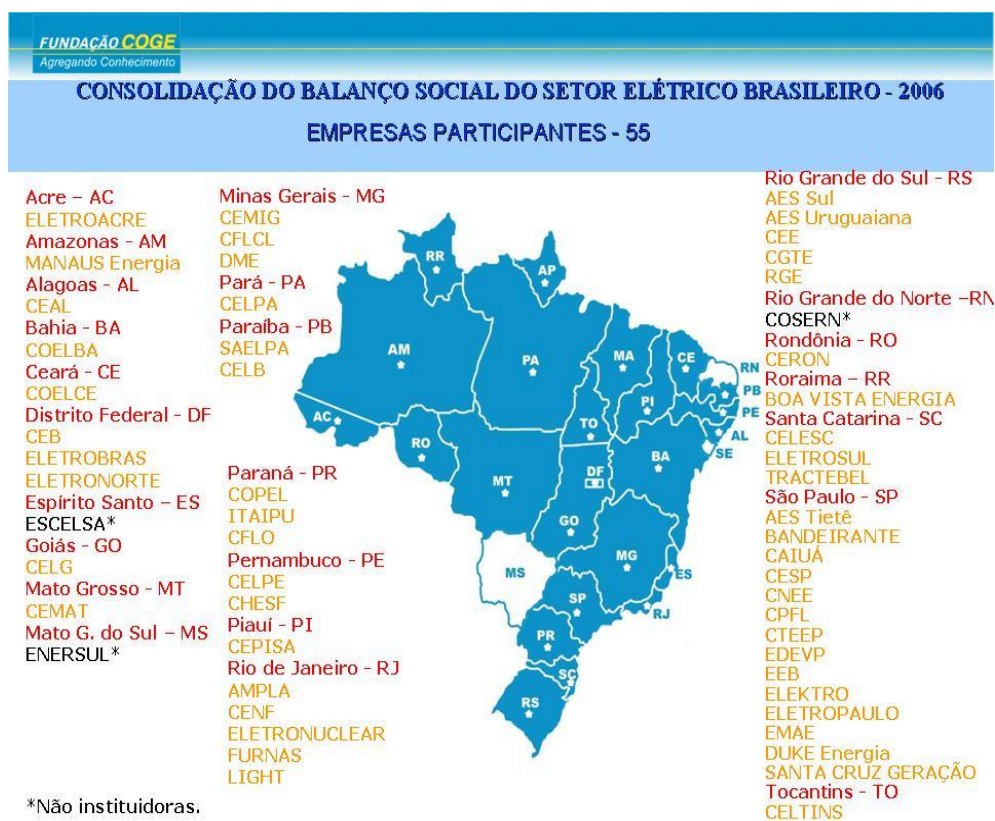 FUNDAÇÃO COGE
Agregando Conhecimento
CONSOLIDAÇÃO DO BALANÇO SOCIAL DO SETOR ELÉTRICO BRASILEIRO - 2006
EMPRESAS PARTICIPANTES - 55
Acre – AC
ELETROACRE
Amazonas - AM
MANAUS Energia
Alagoas - AL
CEAL
Bahia - BA
COELBA
Ceará - CE
COELCE
Distrito Federal - DF
CEB
ELETROBRAS
ELETRONORTE
Espírito Santo – ES
ESCELSA*
Goiás - GO
CELG
Mato Grosso - MT
CEMAT
Mato G. do Sul – MS
ENERSUL*
*Não instituidoras.
Minas Gerais - MG
CEMIG
CFLCL
DME
Pará - PA
CELPA
Paraíba - PB
SAELPA
CELB
Paraná - PR
COPEL
ITAIPU
CFLO
Pernambuco - PE
CELPE
CHESF
Piauí - PI
CEPISA
Rio de Janeiro - RJ
AMPLA
CENF
ELETRONUCLEAR
FURNAS
LIGHT
RR
AP
AM
PA
MA
CE
RN
PB
PE
AL
SE
PI
TO
AC
RO
BA
MT
DF
GO
MG
ES
MS
SP
RJ
PR
SC
RS
Rio Grande do Sul - RS
AES Sul
AES Uruguaiana
CEE
CGTE
RGE
Rio Grande do Norte –RN
COSERN*
Rondônia - RO
CERON
Roraima – RR
BOA VISTA ENERGIA
Santa Catarina - SC
CELESC
ELETROSUL
TRACTEBEL
São Paulo - SP
AES Tietê
BANDEIRANTE
CAIUÁ
CESP
CNEE
CPFL
CTEEP
EDEVP
EEB
ELEKTRO
ELETROPAULO
EMAE
DUKE Energia
SANTA CRUZ GERAÇÃO
Tocantins - TO
CELTINS